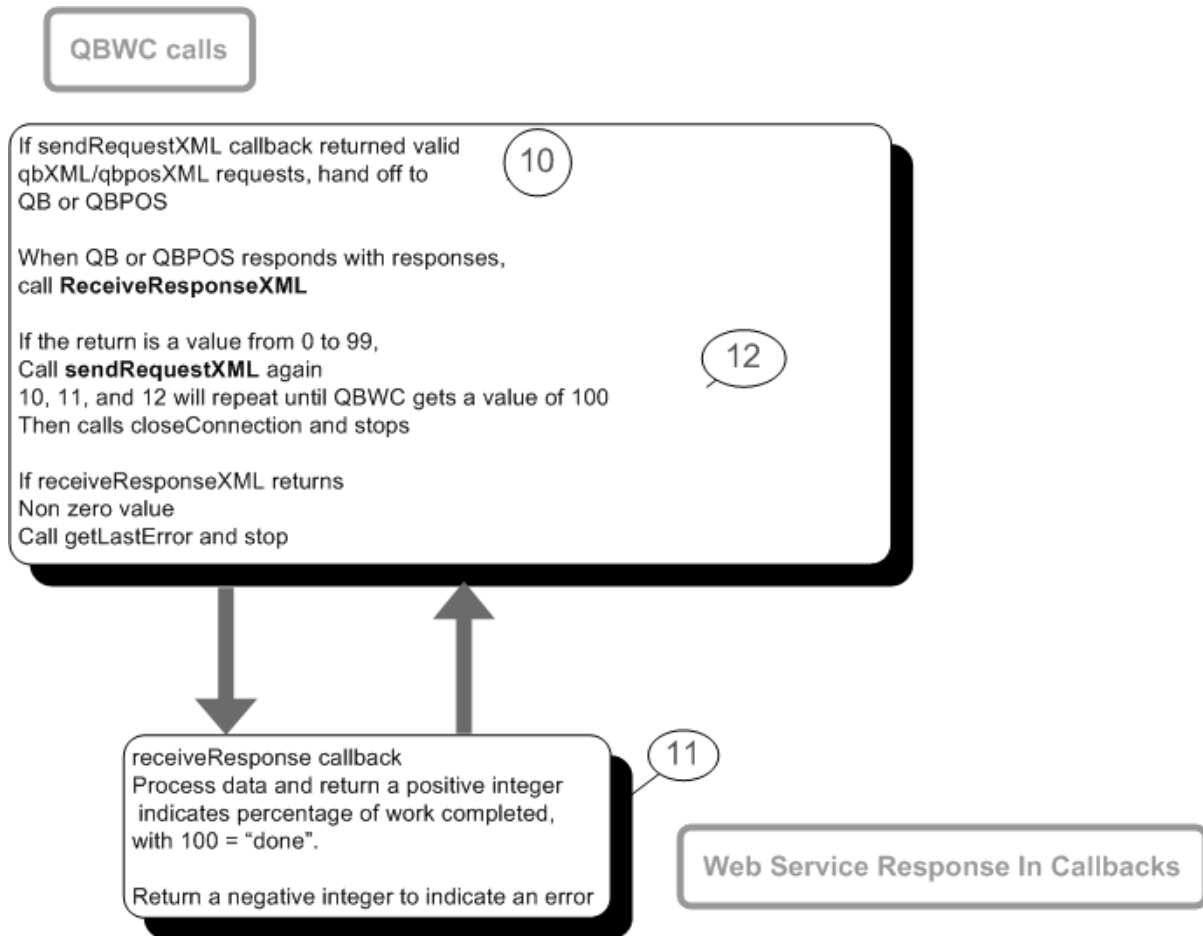 QBWC calls
If sendRequestXML callback returned valid
qbXML/qbposXML requests, hand off to
QB or QBPOS
10
When QB or QBPOS responds with responses,
call ReceiveResponseXML
If the return is a value from 0 to 99,
Call sendRequestXML again
10, 11, and 12 will repeat until QBWC gets a value of 100
Then calls closeConnection and stops
12
If receiveResponseXML returns
Non zero value
Call getLastError and stop
receiveResponse callback
Process data and return a positive integer
indicates percentage of work completed,
with 100 = “done”.
Return a negative integer to indicate an error
11
Web Service Response In Callbacks